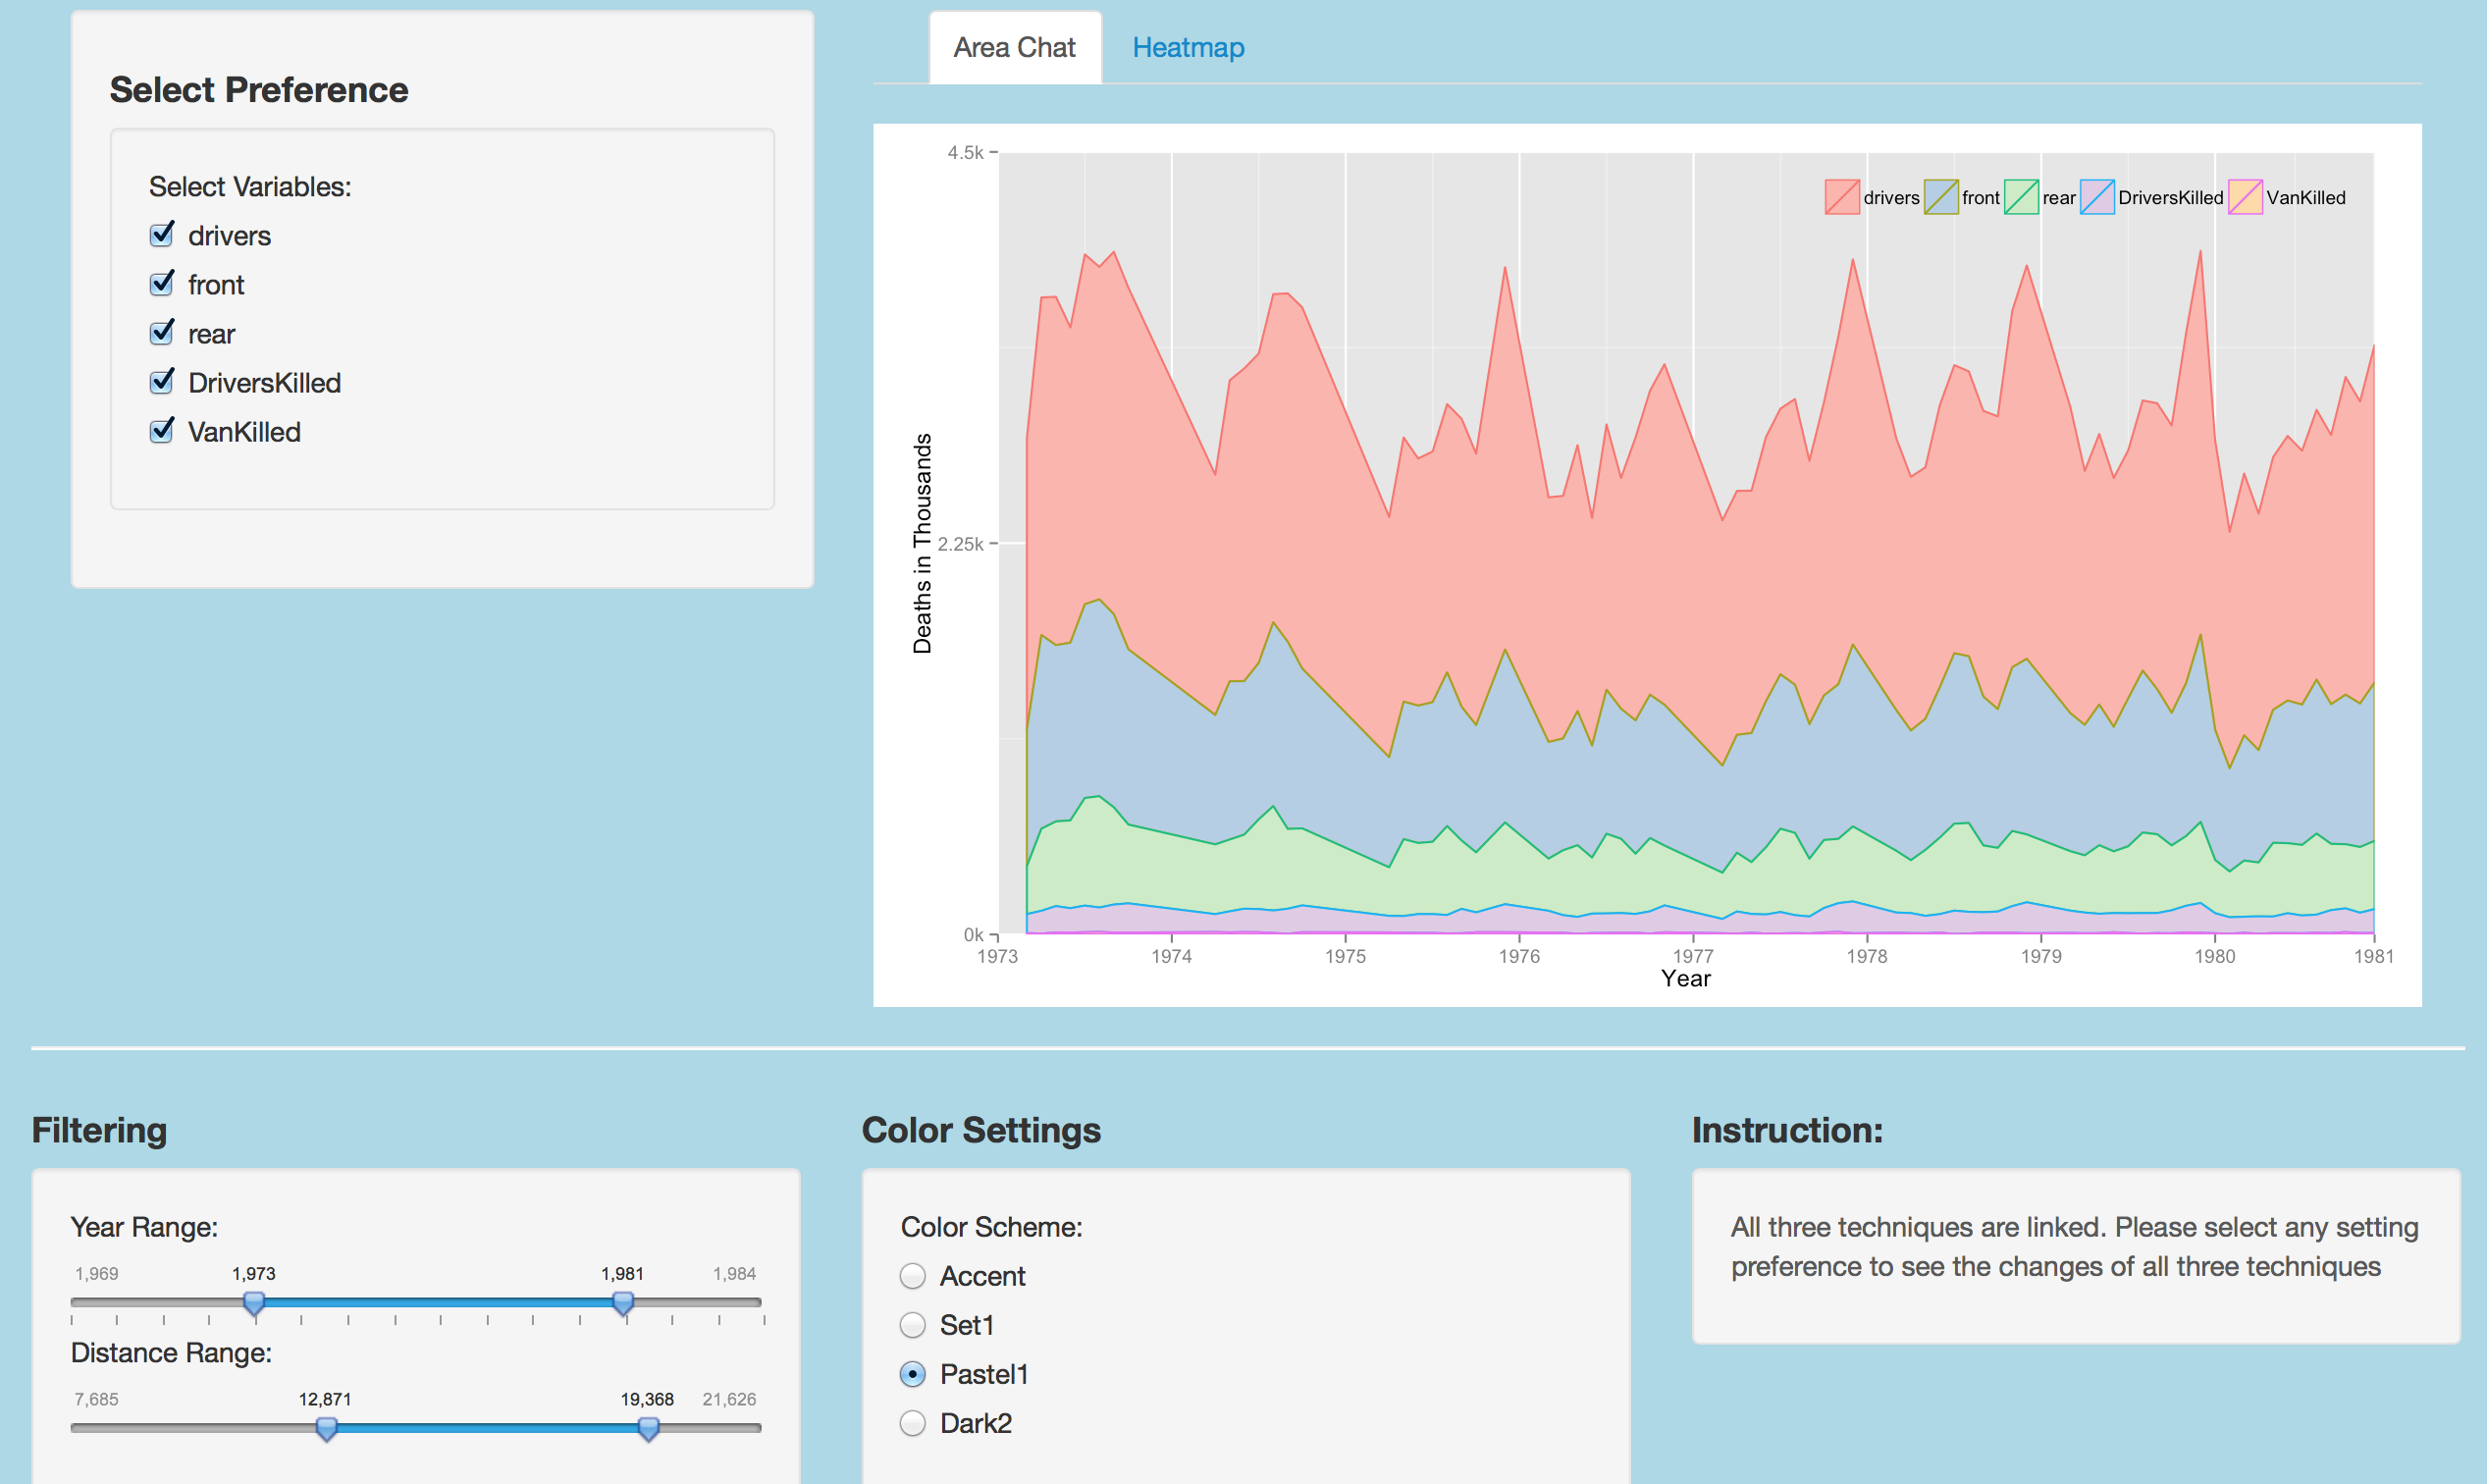 Select Preference
Select Variables:
drivers
front
rear
DriversKilled
VanKilled
Area Chat Heatmap
4.5k
drivers front rear DriversKilled VanKilled
Deaths in Thousands
2.25k
0k
1973 1974 1975 1976 1977 1978 1979 1980 1981
Year
Filtering
Year Range:
1,969 1,973 1,981 1,984
Distance Range:
7,685 12,871 19,368 21,626
Color Settings
Color Scheme:
Accent
Set1
Pastel1
Dark2
Instruction:
All three techniques are linked. Please select any setting
preference to see the changes of all three techniques